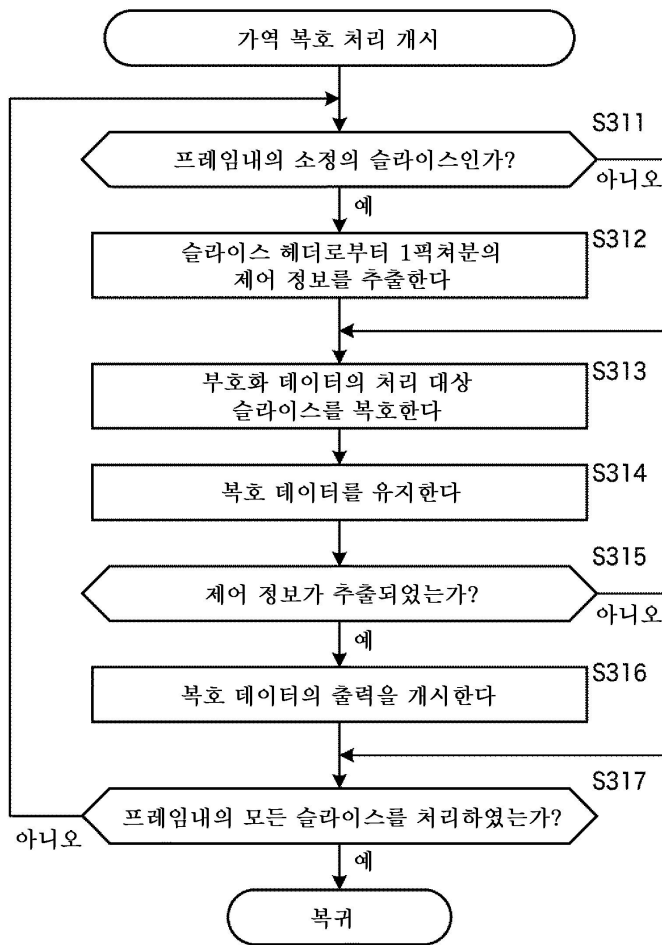 가역 복호 처리 개시
S311
프레임내의 소정의 슬라이스인가?
아니오
예
S312
슬라이스 헤더로부터 1픽쳐분의
제어 정보를 추출한다
S313
부호화 데이터의 처리 대상
슬라이스를 복호한다
S314
복호 데이터를 유지한다
S315
제어 정보가 추출되었는가?
아니오
예
S316
복호 데이터의 출력을 개시한다
S317
프레임내의 모든 슬라이스를 처리하였는가?
아니오
예
복귀